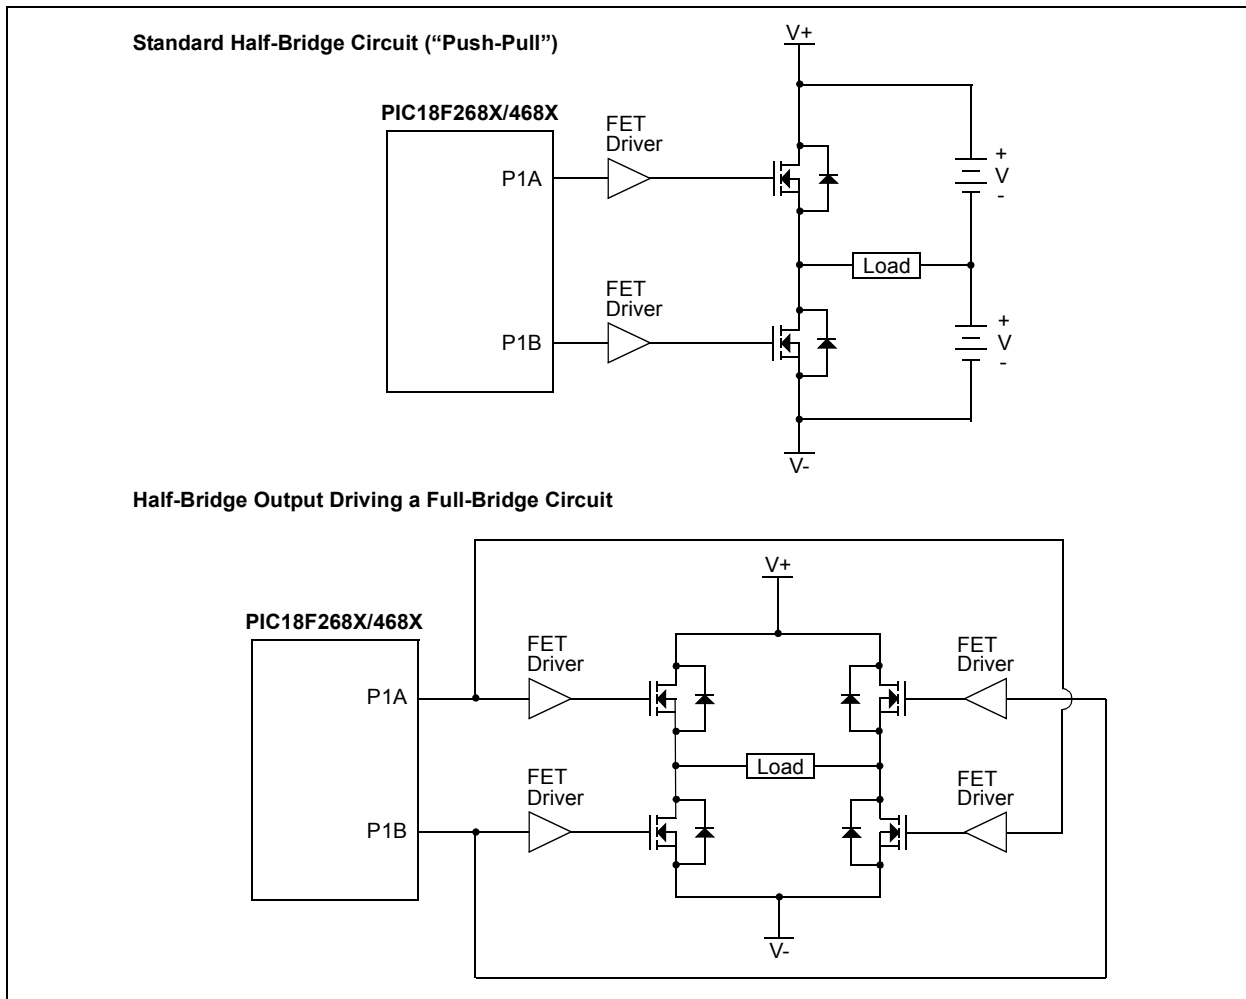 Standard Half-Bridge Circuit (“Push-Pull”)
V+
PIC18F268X/468X
FET
Driver
P1A
+
V
-
Load
FET
Driver
P1B
+
V
-
V-
Half-Bridge Output Driving a Full-Bridge Circuit
V+
PIC18F268X/468X
FET
Driver
FET
Driver
P1A
Load
FET
Driver
FET
Driver
P1B
V-